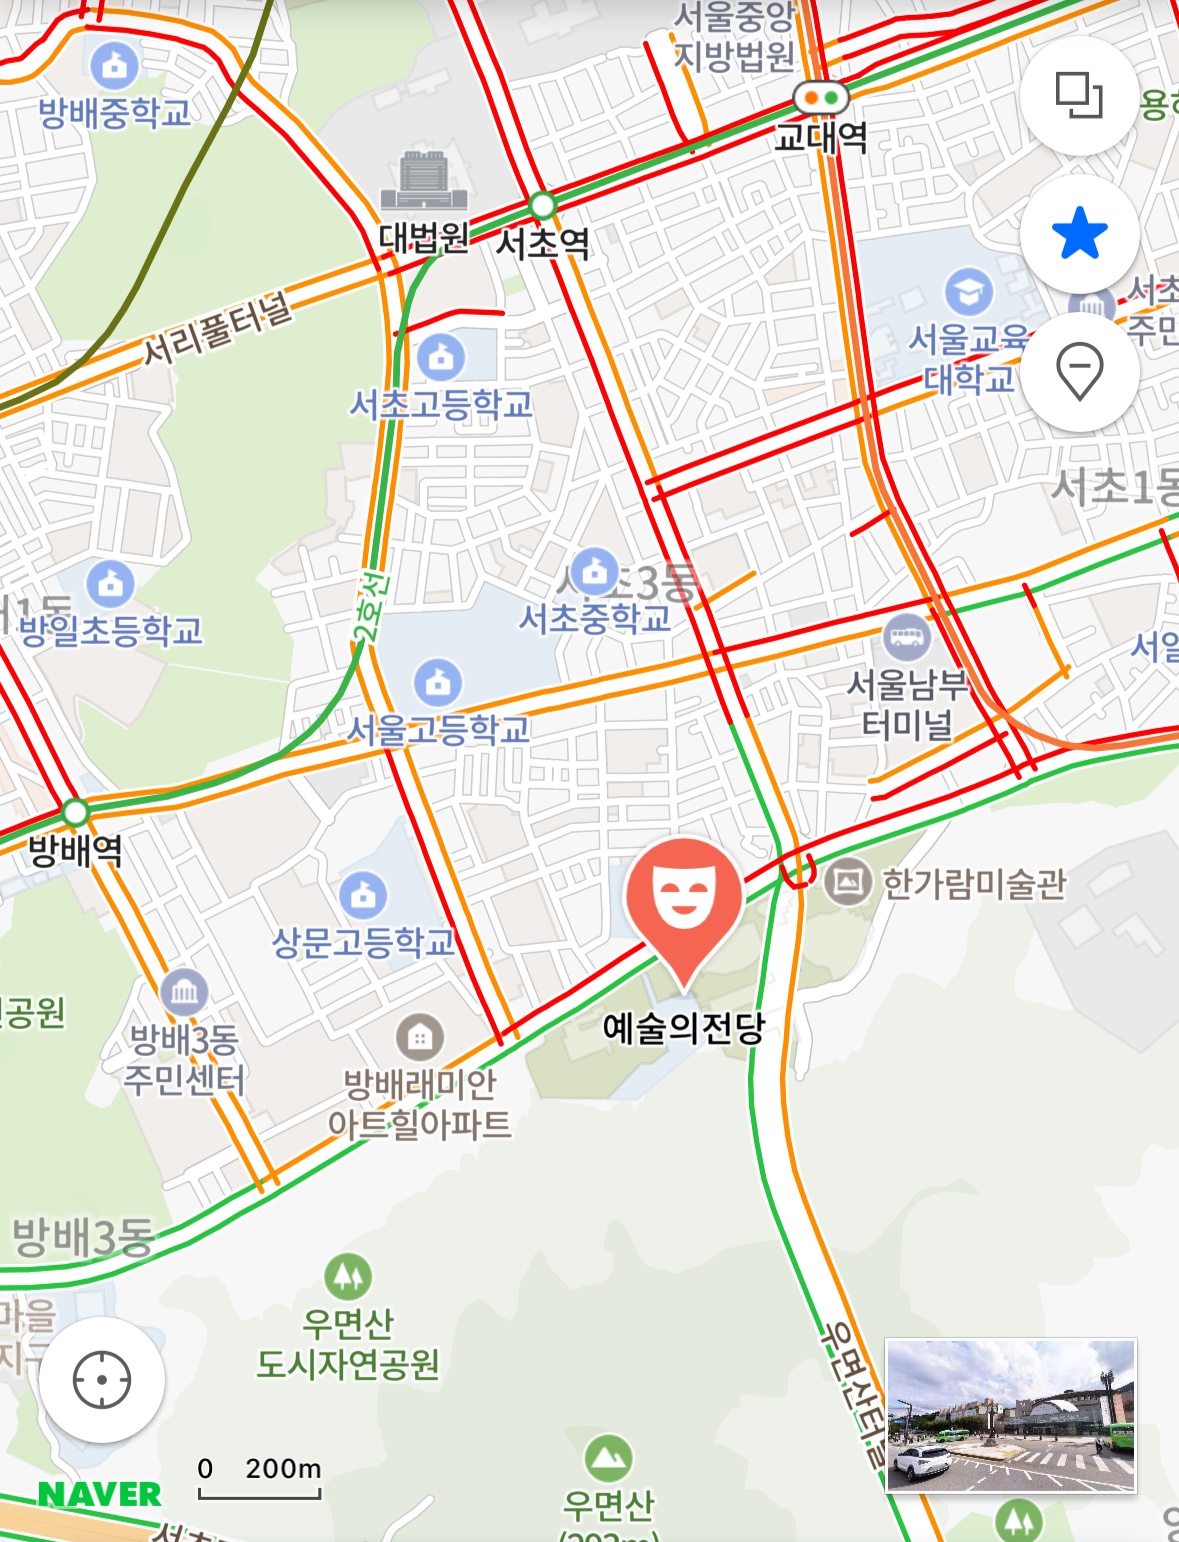 서울중앙
지방법원
방배중학교
교대역
대법원
서초역
서리풀터널
서울교육
대학교
서초고등학교
서초1동
서초3동
방일초등학교
서초중학교
2호선
서울남부
터미널
서울고등학교
방배역
한가람미술관
상문고등학교
예술의전당
방배3동
주민센터
방배래미안
아트힐아파트
방배3동
우면산
도시자연공원
우면산터널
0 200m
NAVER
우면산
(293m)